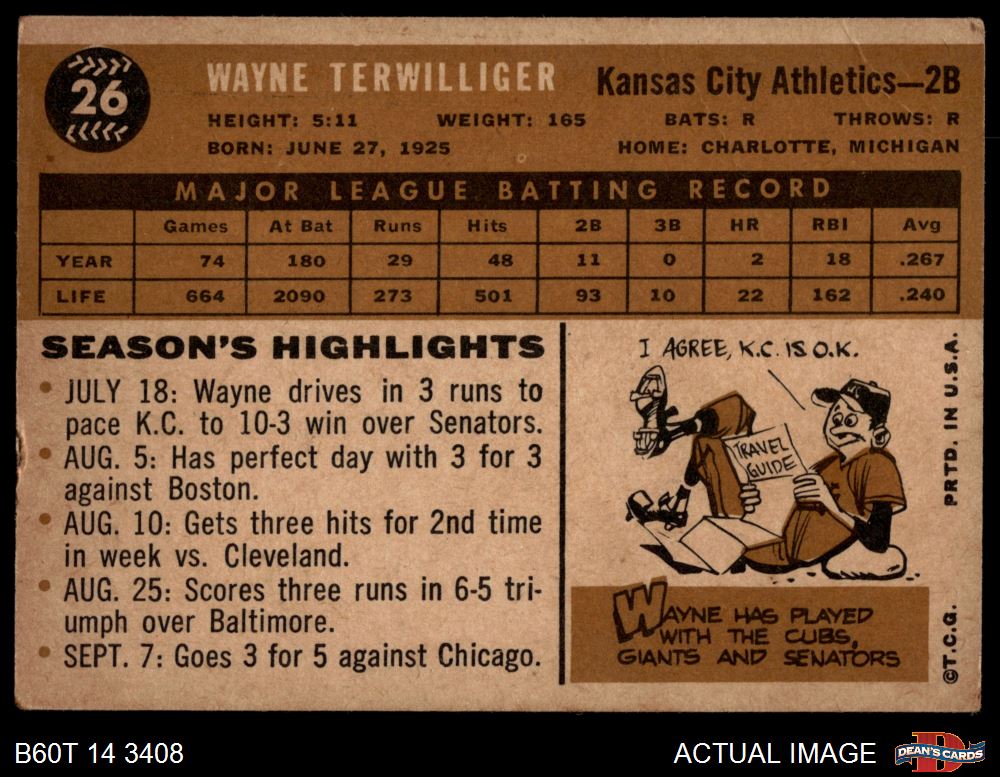 26
WAYNE TERWILLIGER
Kansas City Athletics—2B
HEIGHT: 5:11 WEIGHT: 165 BATS: R THROWS: R
BORN: JUNE 27, 1925 HOME: CHARLOTTE, MICHIGAN
MAJOR LEAGUE BATTING RECORD
Games At Bat Runs Hits 2B 3B HR RBI Avg
YEAR 74 180 29 48 11 0 2 18 .267
LIFE 664 2090 273 501 93 10 22 162 .240
SEASON'S HIGHLIGHTS
• JULY 18: Wayne drives in 3 runs to
pace K.C. to 10-3 win over Senators.
• AUG. 5: Has perfect day with 3 for 3
against Boston.
• AUG. 10: Gets three hits for 2nd time
in week vs. Cleveland.
• AUG. 25: Scores three runs in 6-5 tri-
umph over Baltimore.
• SEPT. 7: Goes 3 for 5 against Chicago.
I AGREE, K.C. IS O.K.
TRAVEL
GUIDE
WAYNE HAS PLAYED
WITH THE CUBS,
GIANTS AND SENATORS
©T.C.G. PRTD. IN U.S.A.
B60T 14 3408
ACTUAL IMAGE
D
DEAN'S CARDS